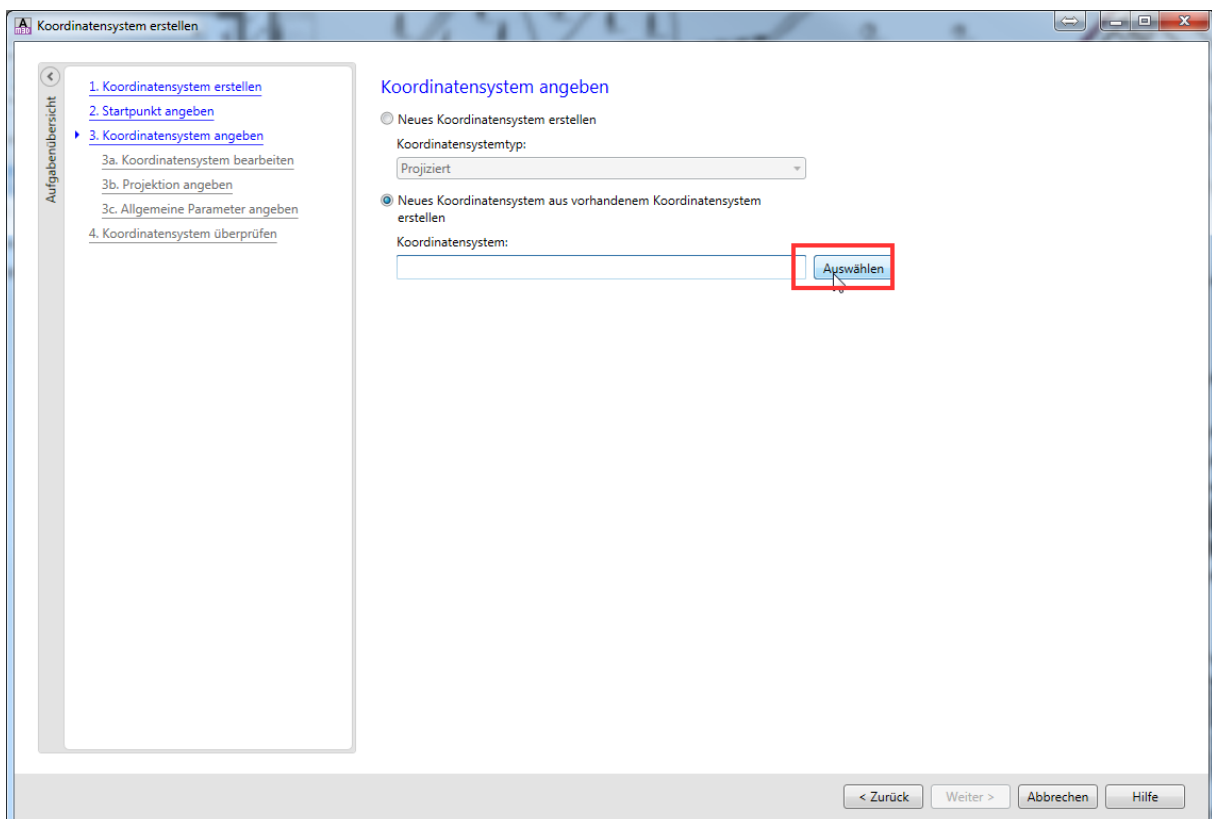 Koordinatensystem erstellen
Aufgabenübersicht
1. Koordinatensystem erstellen
2. Startpunkt angeben
3. Koordinatensystem angeben
3a. Koordinatensystem bearbeiten
3b. Projektion angeben
3c. Allgemeine Parameter angeben
4. Koordinatensystem überprüfen
Koordinatensystem angeben
Neues Koordinatensystem erstellen
Koordinatensystemtyp:
Projiziert
Neues Koordinatensystem aus vorhandenem Koordinatensystem
erstellen
Koordinatensystem:
Auswählen
< Zurück
Weiter >
Abbrechen
Hilfe